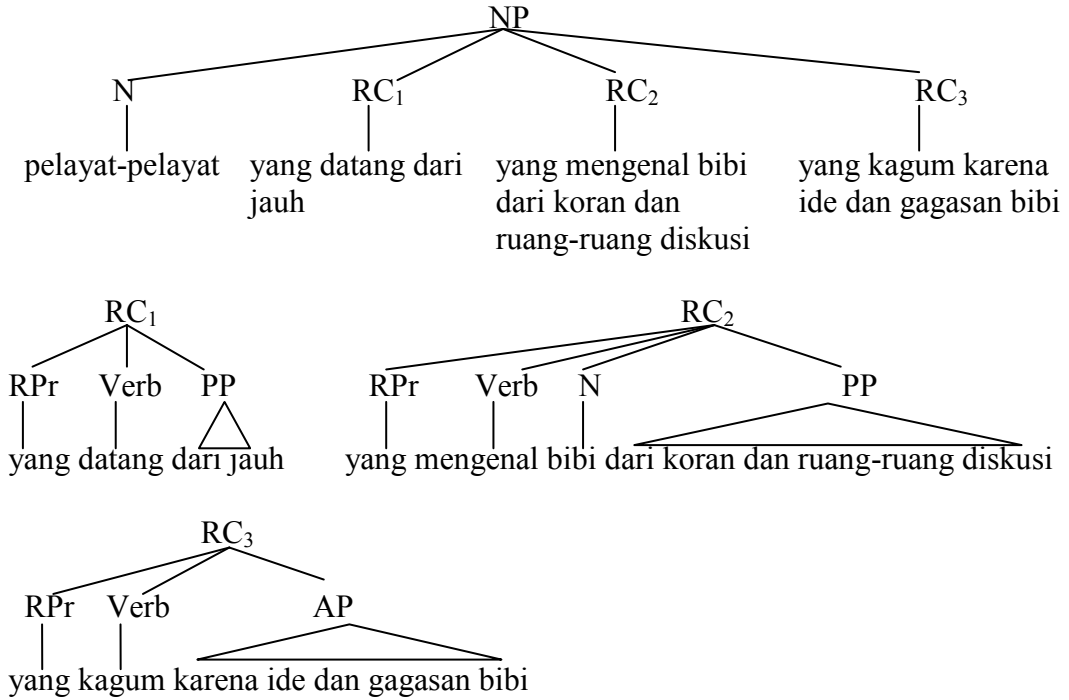 NP
N RC₁ RC₂ RC₃
pelayat-pelayat yang datang dari yang mengenal bibi yang kagum karena
jauh dari koran dan ide dan gagasan bibi
ruang-ruang diskusi
RC₁ RC₂
RPr Verb PP RPr Verb N PP
yang datang dari jauh yang mengenal bibi dari koran dan ruang-ruang diskusi
RC₃
RPr Verb AP
yang kagum karena ide dan gagasan bibi